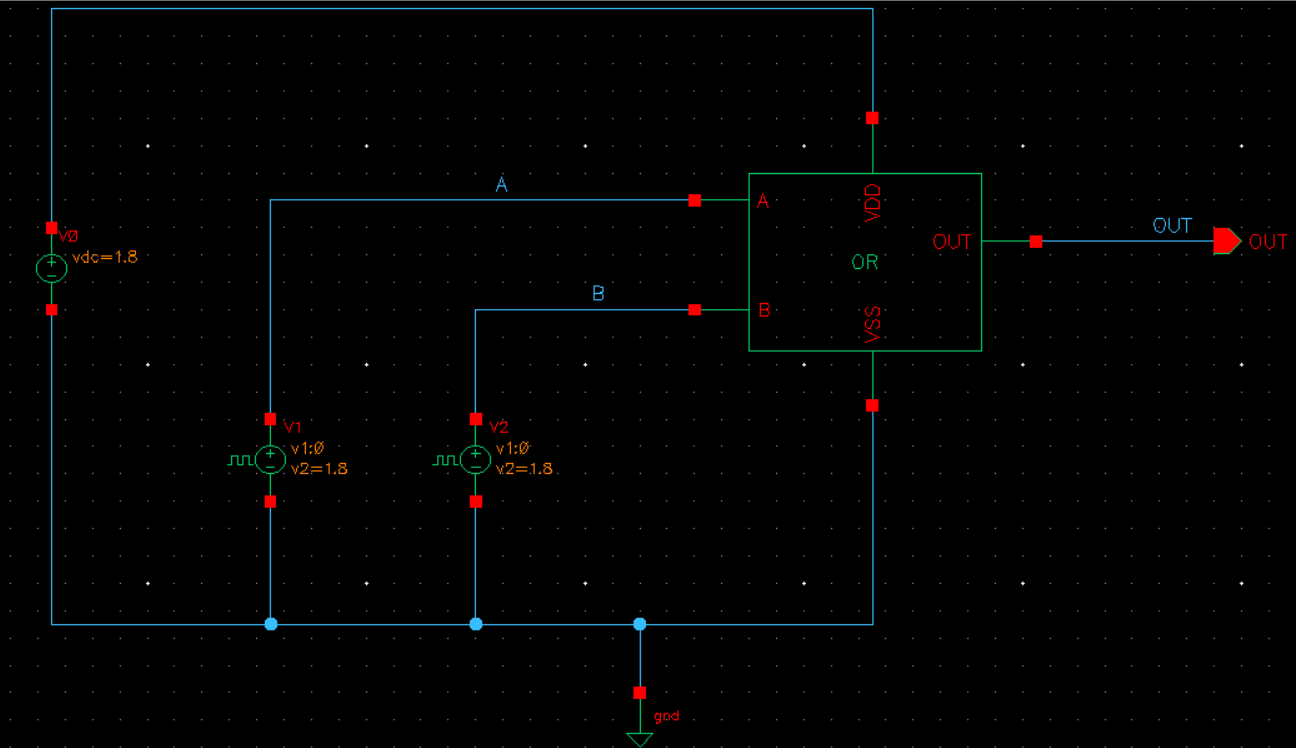 A
A
VDD
V0
vdc=1.8
OUT
OUT
OUT
OR
B
B
VSS
V1
v1:0
v2=1.8
V2
v1:0
v2=1.8
gnd